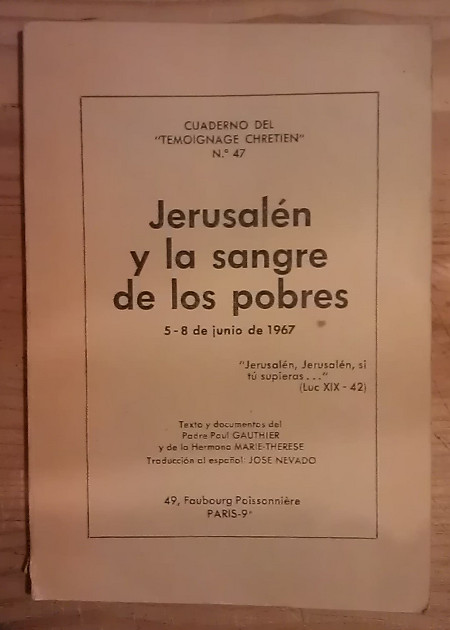 CUADERNO DEL
"TEMOIGNAGE CHRETIEN"
N.º 47
Jerusalén
y la sangre
de los pobres
5-8 de junio de 1967
"Jerusalén, Jerusalén, si
tú supieras..."
(Luc XIX - 42)
Texto y documentos del
Padre Paul GAUTHIER
y de la Hermana MARIE-THERESE
Traducción al español: JOSE NEVADO
49, Faubourg Poissonnière
PARIS-9º